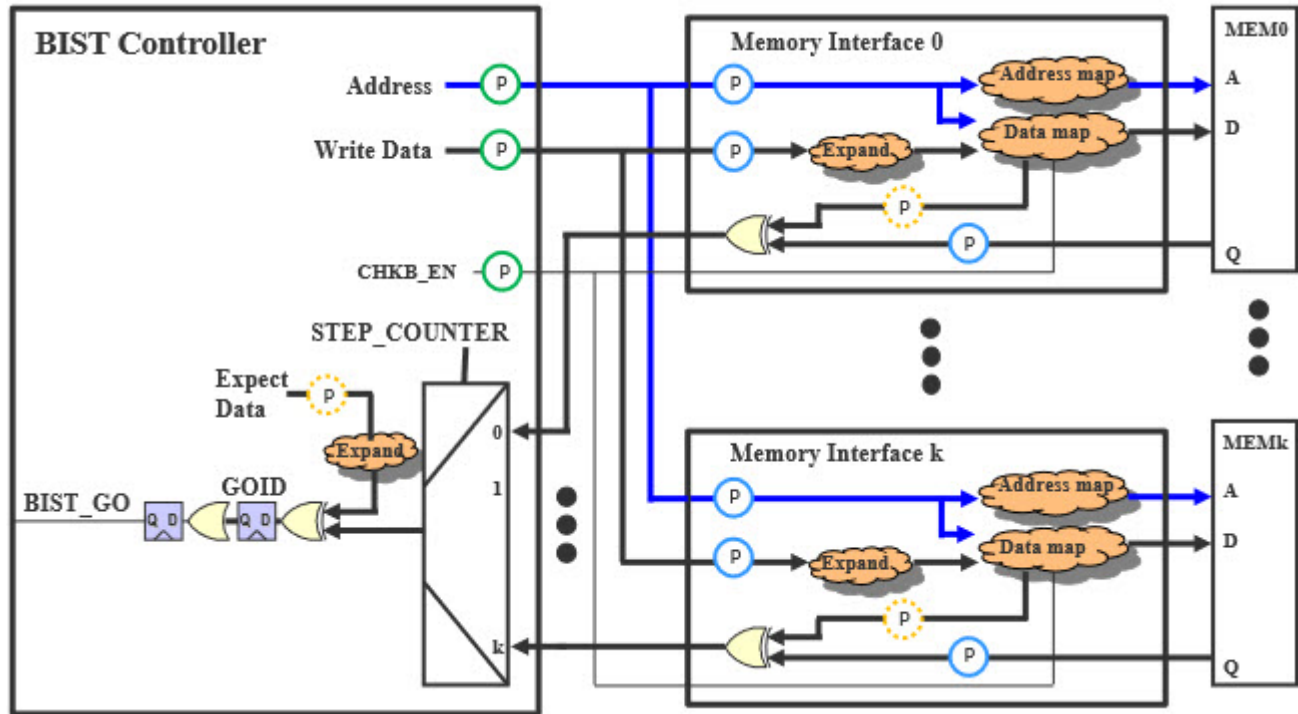 BIST Controller
Address
P
Write Data
P
CHKB_EN
P
STEP_COUNTER
Expect
Data
P
Expand
0
1
k
BIST_GO
Q D
GOID
Q D
Memory Interface 0
P
Address map
P
Expand
Data map
P
P
MEM0
A
D
Q
Memory Interface k
P
Address map
P
Expand
Data map
P
P
MEMk
A
D
Q